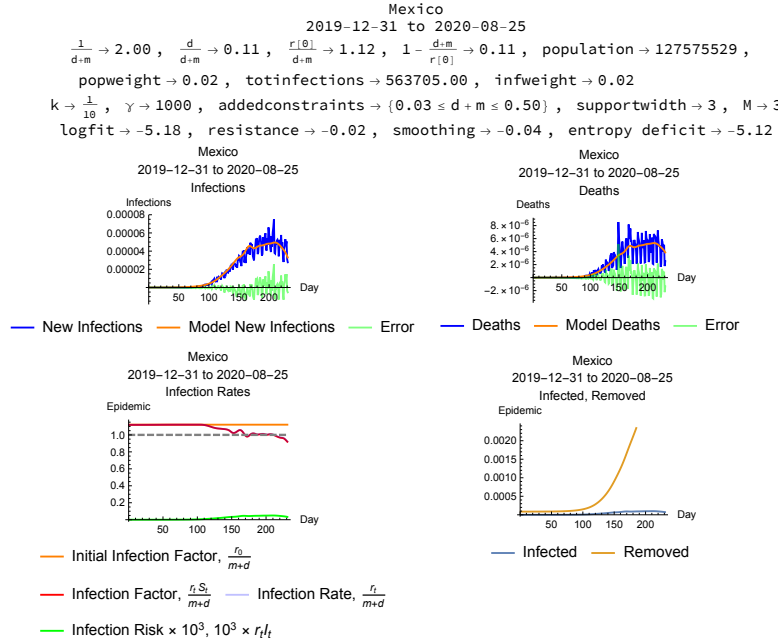 Mexico
2019-12-31 to 2020-08-25
1/(d+m) → 2.00 , d/(d+m) → 0.11 , r[0]/(d+m) → 1.12 , 1 - (d+m)/r[0] → 0.11 , population → 127575529 ,
popweight → 0.02 , totinfections → 563705.00 , infweight → 0.02
k → 1/10 , γ → 1000 , addedconstraints → {0.03 ≤ d + m ≤ 0.50} , supportwidth → 3 , M → 3
logfit → -5.18 , resistance → -0.02 , smoothing → -0.04 , entropy deficit → -5.12
Mexico
2019-12-31 to 2020-08-25
Infections
Infections
0.00008
0.00006
0.00004
0.00002
50 100 150 200
Day
New Infections Model New Infections Error
Mexico
2019-12-31 to 2020-08-25
Deaths
Deaths
8. × 10⁻⁶
6. × 10⁻⁶
4. × 10⁻⁶
2. × 10⁻⁶
-2. × 10⁻⁶
50 100 150 200
Day
Deaths Model Deaths Error
Mexico
2019-12-31 to 2020-08-25
Infection Rates
Epidemic
1.0
0.8
0.6
0.4
0.2
50 100 150 200
Day
Initial Infection Factor, r₀/(m+d)
Infection Factor, r_t S_t/(m+d) Infection Rate, r_t/(m+d)
Infection Risk × 10³, 10³ × r_t I_t
Mexico
2019-12-31 to 2020-08-25
Infected, Removed
Epidemic
0.0020
0.0015
0.0010
0.0005
50 100 150 200
Day
Infected Removed